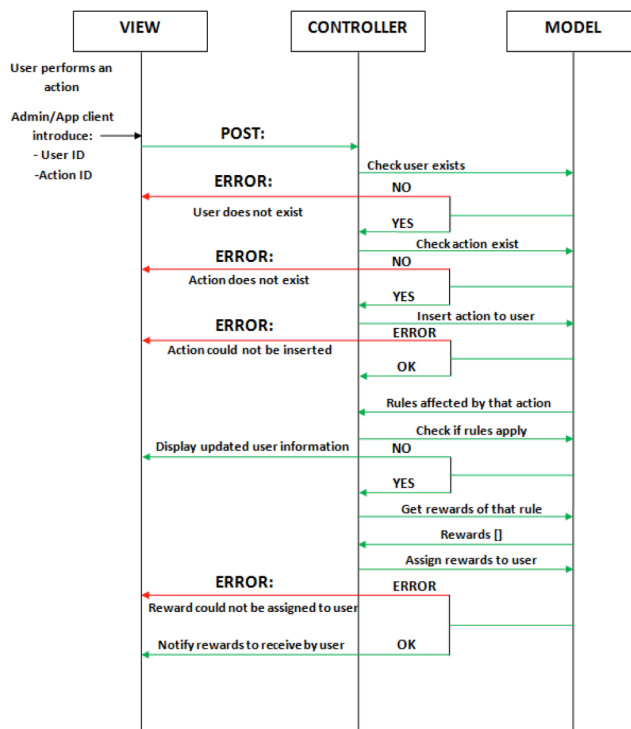 VIEW
CONTROLLER
MODEL
User performs an
action
Admin/App client
introduce:
- User ID
-Action ID
POST:
Check user exists
ERROR:
NO
User does not exist
YES
Check action exist
ERROR:
NO
Action does not exist
YES
Insert action to user
ERROR:
ERROR
Action could not be inserted
OK
Rules affected by that action
Check if rules apply
Display updated user information
NO
YES
Get rewards of that rule
Rewards []
Assign rewards to user
ERROR:
ERROR
Reward could not be assigned to user
Notify rewards to receive by user
OK